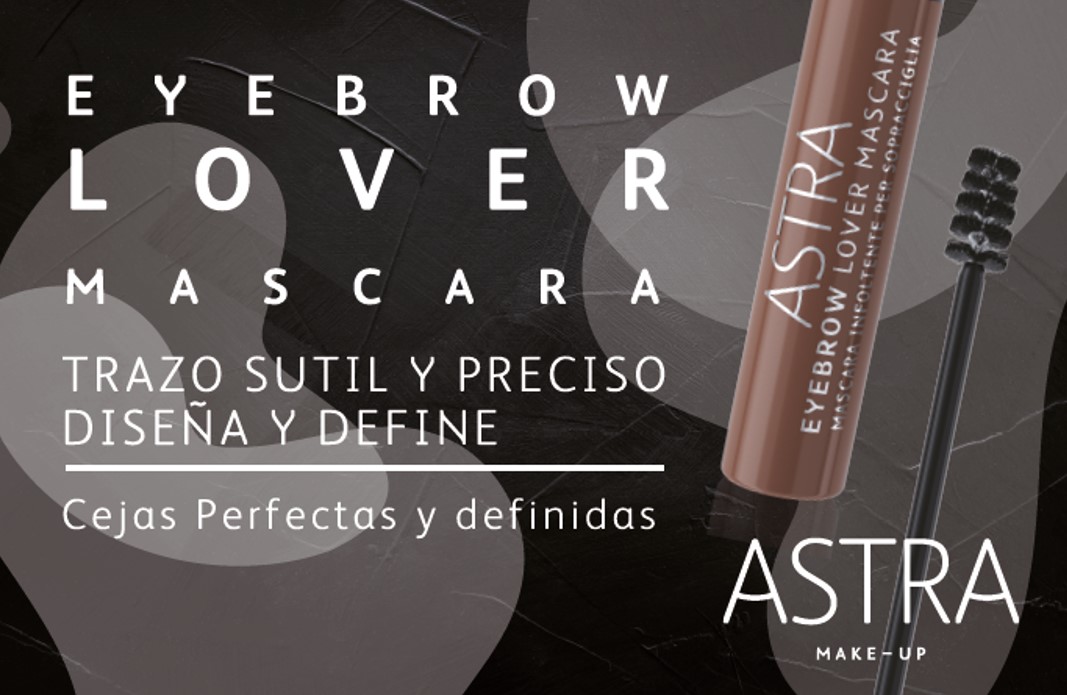 EYEBROW
LOVER
MASCARA
TRAZO SUTIL Y PRECISO
DISEÑA Y DEFINE
Cejas Perfectas y definidas
ASTRA
EYEBROW LOVER MASCARA
MASCARA INFOLTENTE PER SOPRACCIGLIA
ASTRA
MAKE-UP